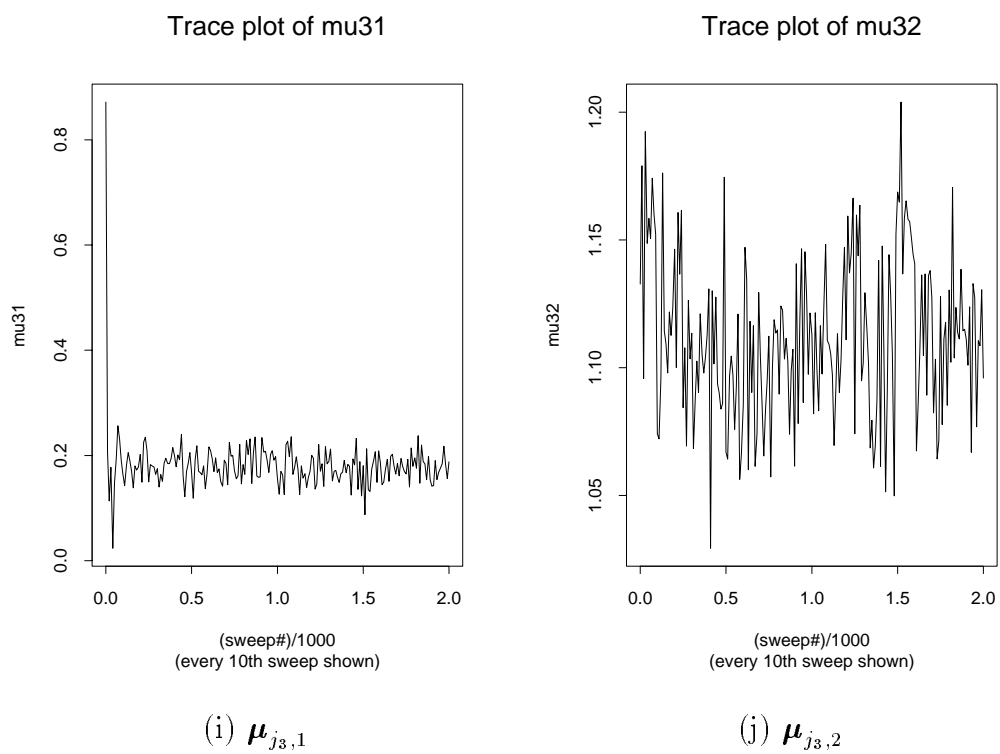 Trace plot of mu31
mu31
0.8
0.6
0.4
0.2
0.0
0.0 0.5 1.0 1.5 2.0
(sweep#)/1000
(every 10th sweep shown)
(i) μ_{j_3,1}
Trace plot of mu32
mu32
1.20
1.15
1.10
1.05
0.0 0.5 1.0 1.5 2.0
(sweep#)/1000
(every 10th sweep shown)
(j) μ_{j_3,2}